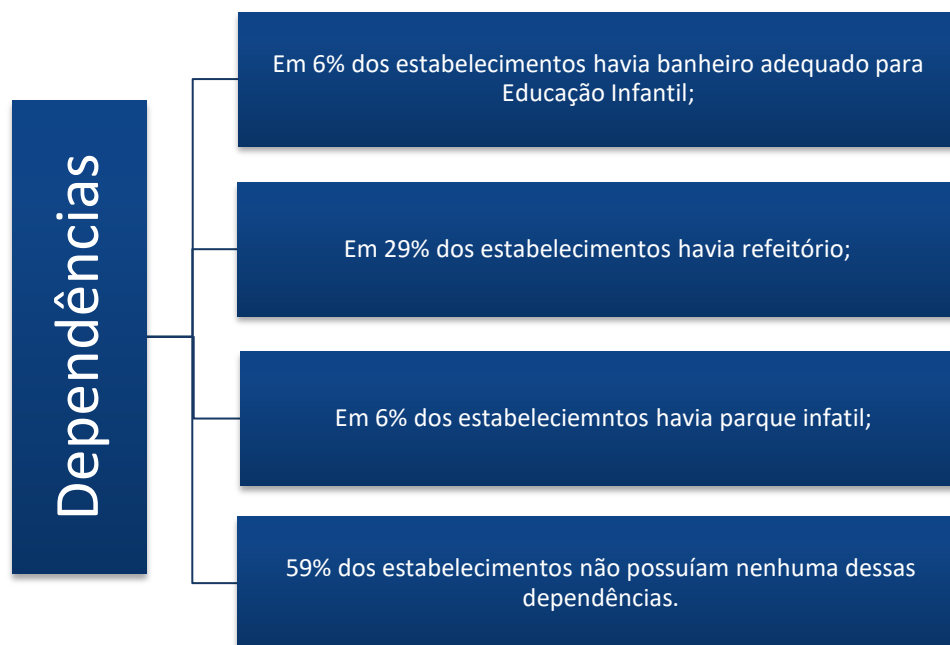 Dependências
Em 6% dos estabelecimentos havia banheiro adequado para
Educação Infantil;
Em 29% dos estabelecimentos havia refeitório;
Em 6% dos estabeleciemntos havia parque infatil;
59% dos estabelecimentos não possuíam nenhuma dessas
dependências.